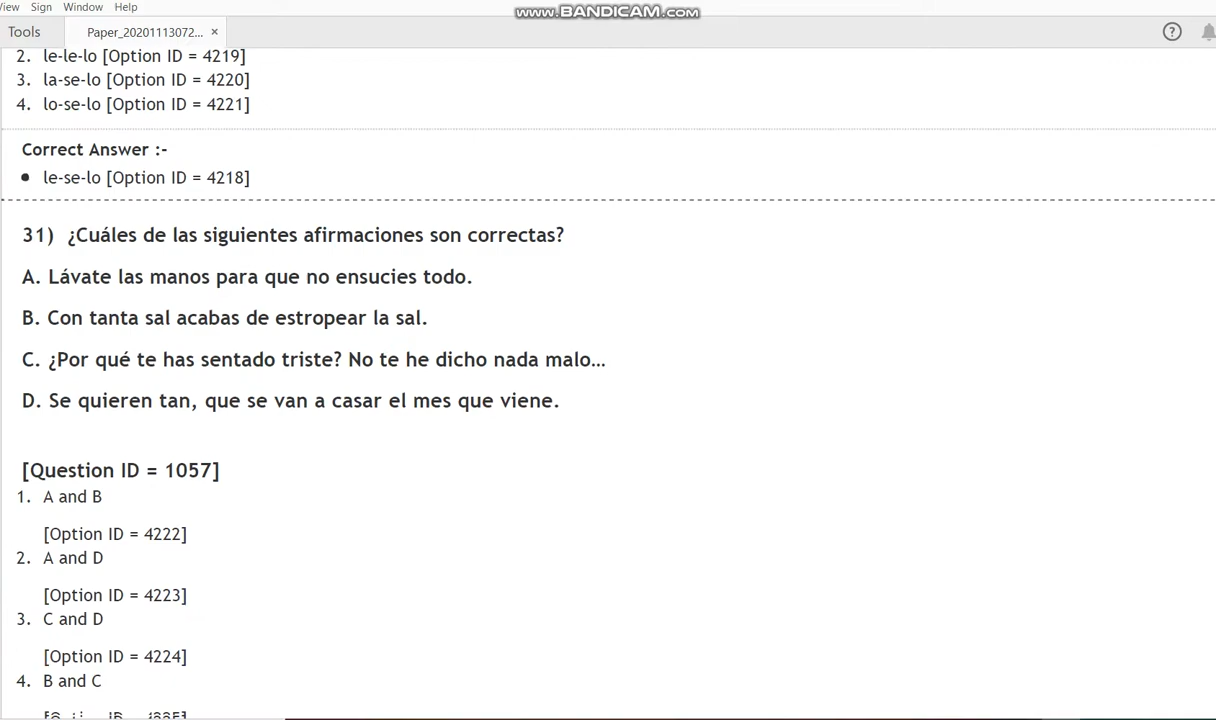 View Sign Window Help
www.BANDICAM.com
Tools
Paper_20201113072... ×
?
2. le-le-lo [Option ID = 4219]
3. la-se-lo [Option ID = 4220]
4. lo-se-lo [Option ID = 4221]
Correct Answer :-
• le-se-lo [Option ID = 4218]
31) ¿Cuáles de las siguientes afirmaciones son correctas?
A. Lávate las manos para que no ensucies todo.
B. Con tanta sal acabas de estropear la sal.
C. ¿Por qué te has sentado triste? No te he dicho nada malo...
D. Se quieren tan, que se van a casar el mes que viene.
[Question ID = 1057]
1. A and B
[Option ID = 4222]
2. A and D
[Option ID = 4223]
3. C and D
[Option ID = 4224]
4. B and C